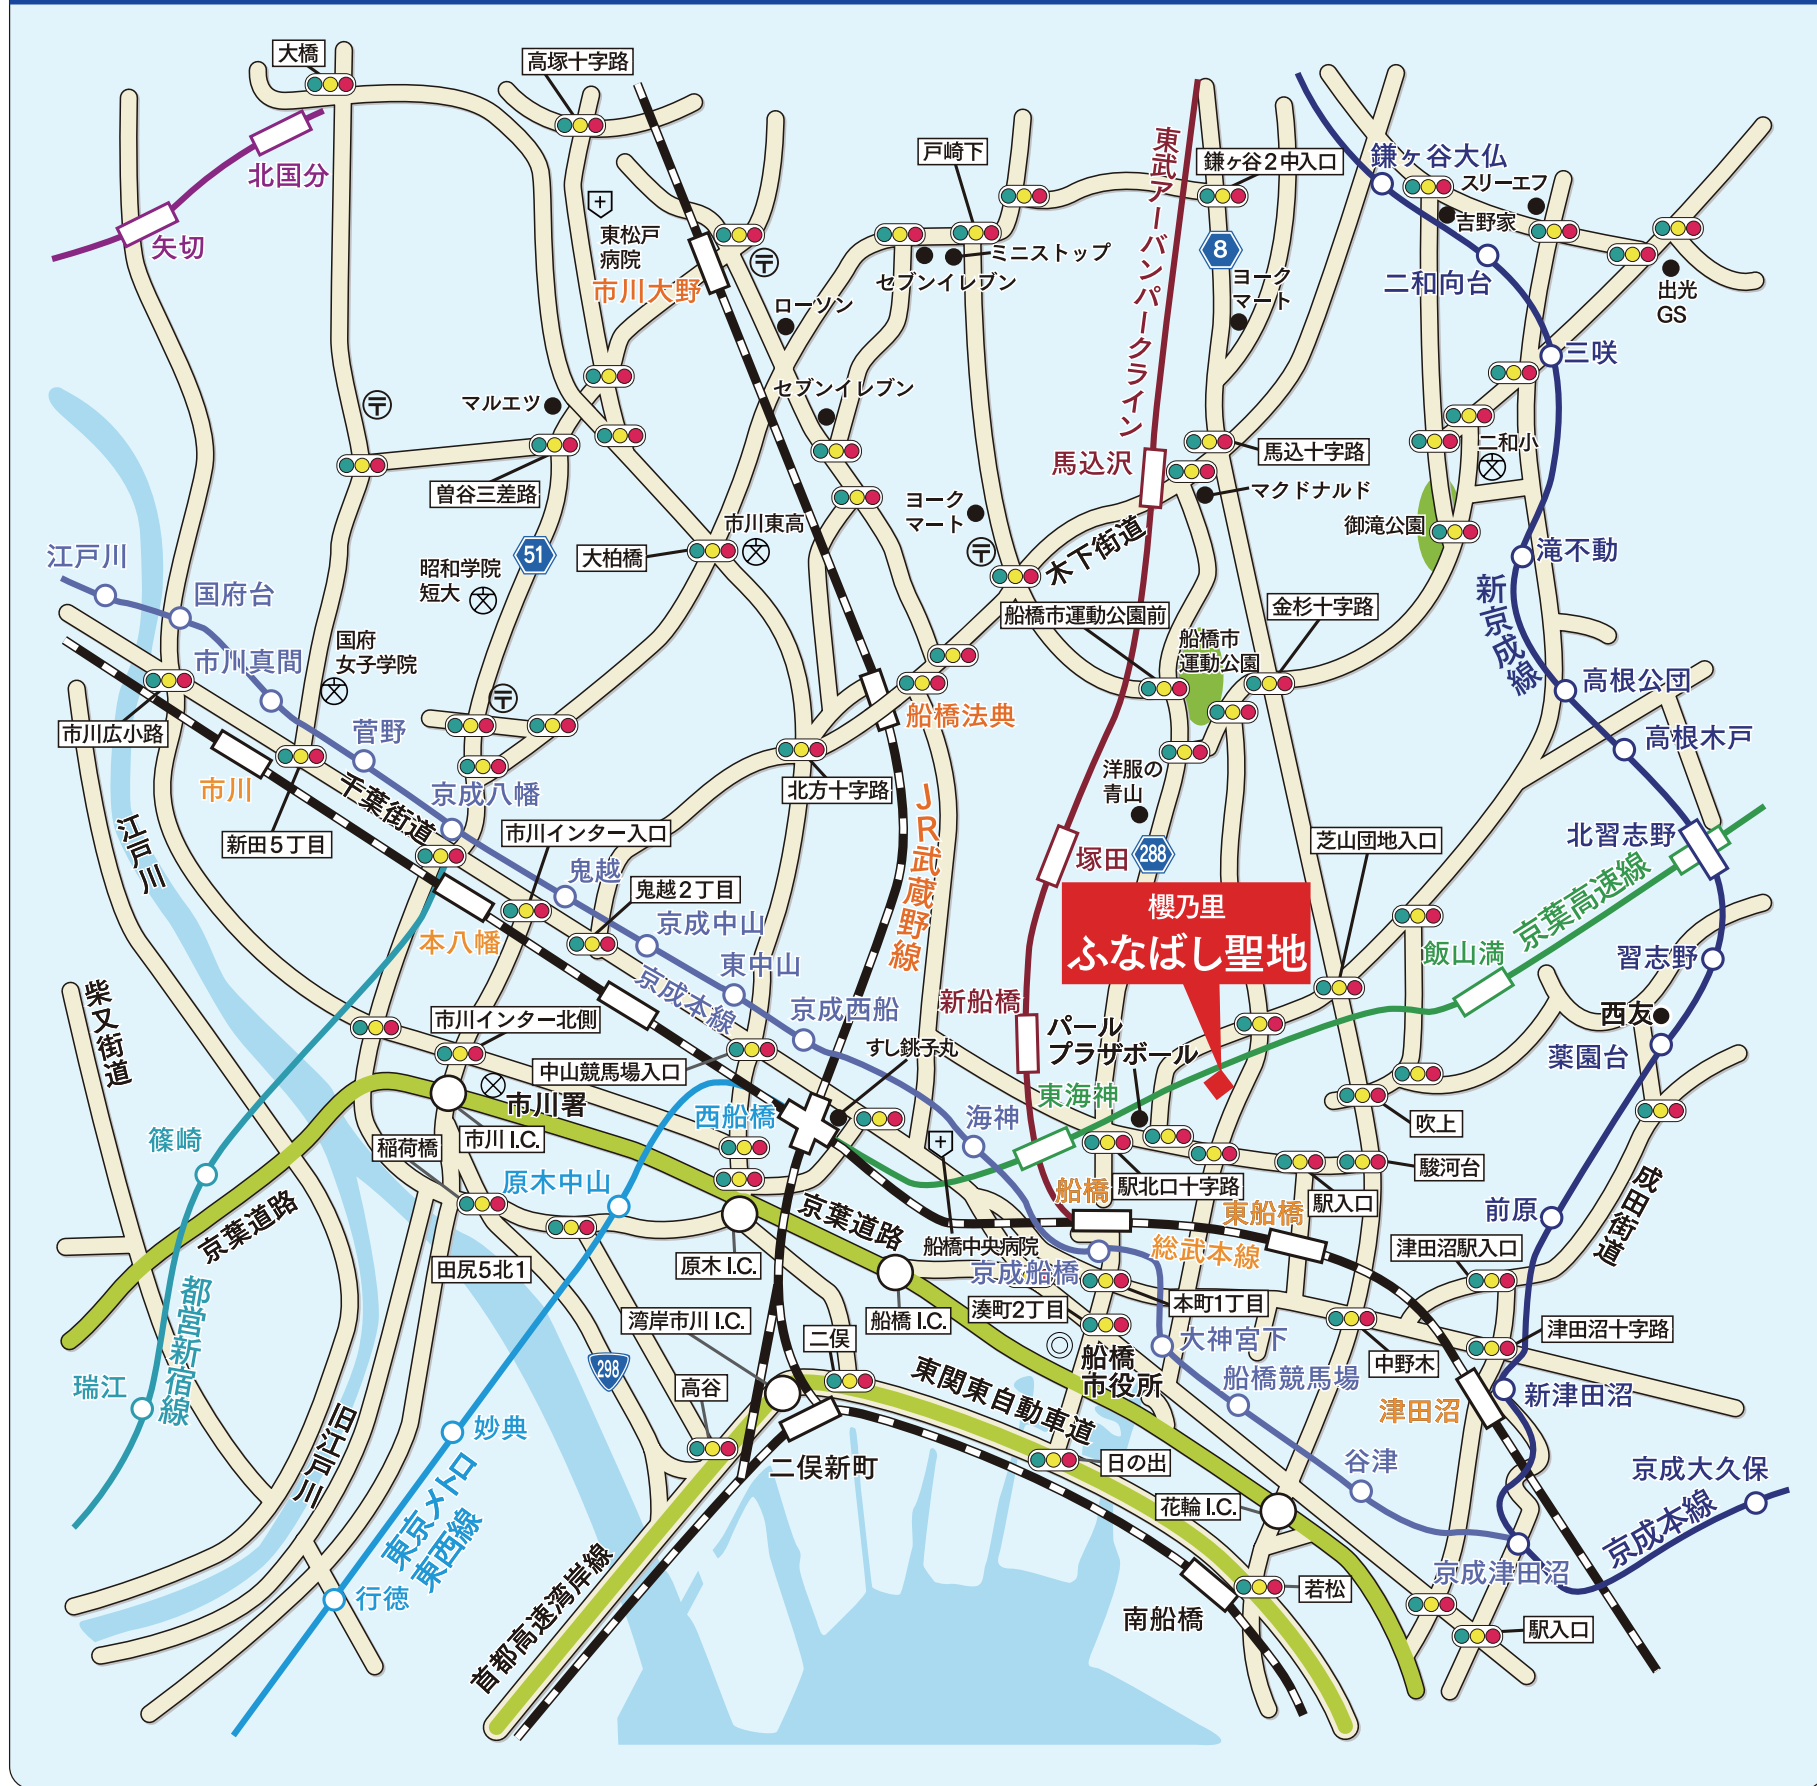 大橋
高塚十字路
北国分
矢切
東松戸
病院
市川大野
戸崎下
東武アーバンパークライン
鎌ヶ谷2中入口
鎌ヶ谷大仏
スリーエフ
吉野家
8
二和向台
ミニストップ
セブンイレブン
ヨーク
マート
出光
GS
ローソン
三咲
セブンイレブン
マルエツ
曽谷三差路
馬込沢
馬込十字路
二和小
マクドナルド
御滝公園
ヨーク
マート
市川東高
51
大柏橋
木下街道
昭和学院
短大
滝不動
江戸川
国府台
新京成線
船橋市運動公園前
金杉十字路
国府
女子学院
市川真間
船橋市
運動公園
高根公団
市川広小路
船橋法典
菅野
高根木戸
市川
京成八幡
北方十字路
洋服の
青山
千葉街道
新田5丁目
市川インター入口
JR武蔵野線
江戸川
鬼越
鬼越2丁目
塚田
288
芝山団地入口
北習志野
櫻乃里
ふなばし聖地
京葉高速線
本八幡
京成中山
東中山
飯山満
習志野
柴又街道
京成本線
京成西船
新船橋
市川インター北側
パール
プラザボール
西友
すし銚子丸
薬園台
中山競馬場入口
市川署
西船橋
東海神
海神
市川 I.C.
吹上
篠崎
稲荷橋
原木中山
船橋
駅北口十字路
駅入口
駿河台
成田街道
京葉道路
京葉道路
東船橋
前原
船橋中央病院
総武本線
田尻5北1
原木 I.C.
京成船橋
津田沼駅入口
都営新宿線
湾岸市川 I.C.
船橋 I.C.
湊町2丁目
本町1丁目
二俣
大神宮下
津田沼十字路
298
船橋
市役所
中野木
瑞江
高谷
東関東自動車道
船橋競馬場
新津田沼
津田沼
旧江戸川
妙典
二俣新町
日の出
谷津
京成大久保
東京メトロ
東西線
花輪 I.C.
京成本線
京成津田沼
行徳
首都高速湾岸線
南船橋
若松
駅入口